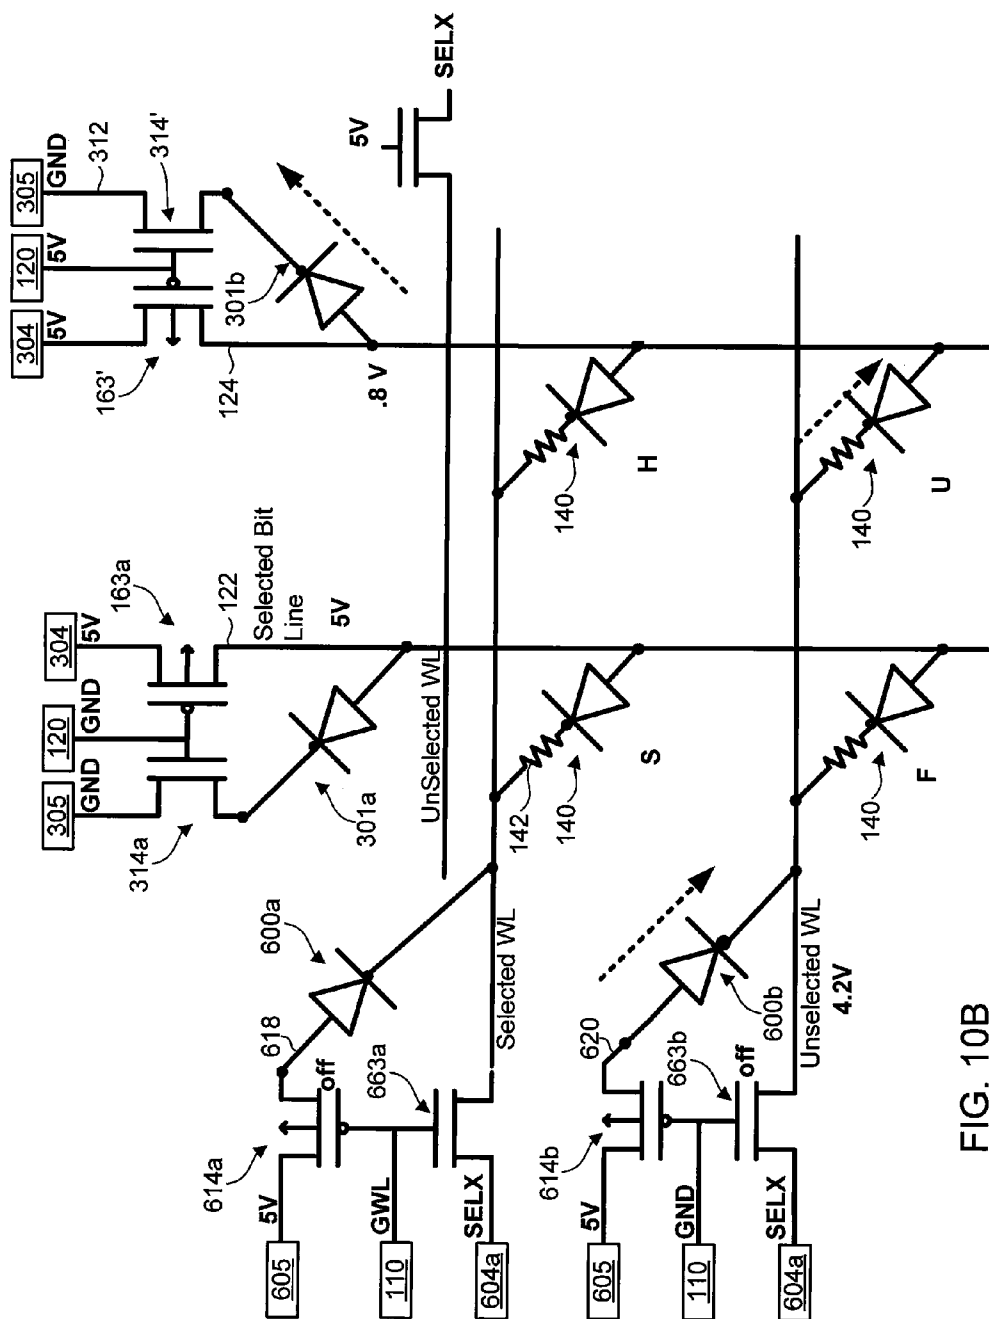 305
GND
312
120
5V
314'
304
5V
163'
301b
124
.8 V
5V
SELX
304
5V
163a
120
GND
305
GND
314a
301a
122
Selected Bit
Line
5V
UnSelected WL
600a
618
614a
off
663a
605
5V
110
GWL
604a
SELX
Selected WL
142
140
S
140
H
600b
620
614b
off
663b
605
5V
110
GND
604a
SELX
Unselected WL
4.2V
140
F
140
U
FIG. 10B